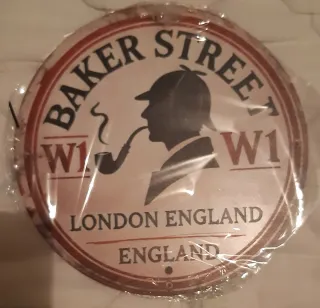 BAKER STREET
W1 W1
LONDON ENGLAND
ENGLAND